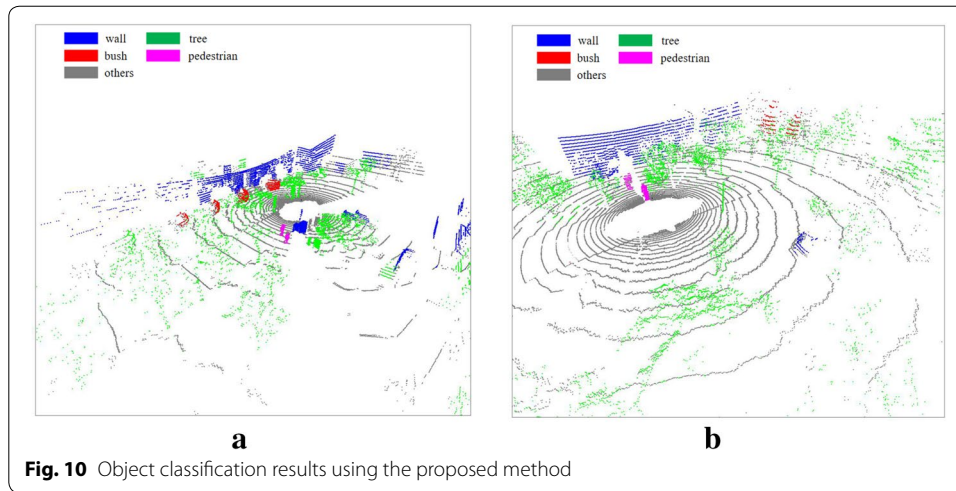 wall tree
bush pedestrian
others
wall tree
bush pedestrian
others
a b
Fig. 10 Object classification results using the proposed method